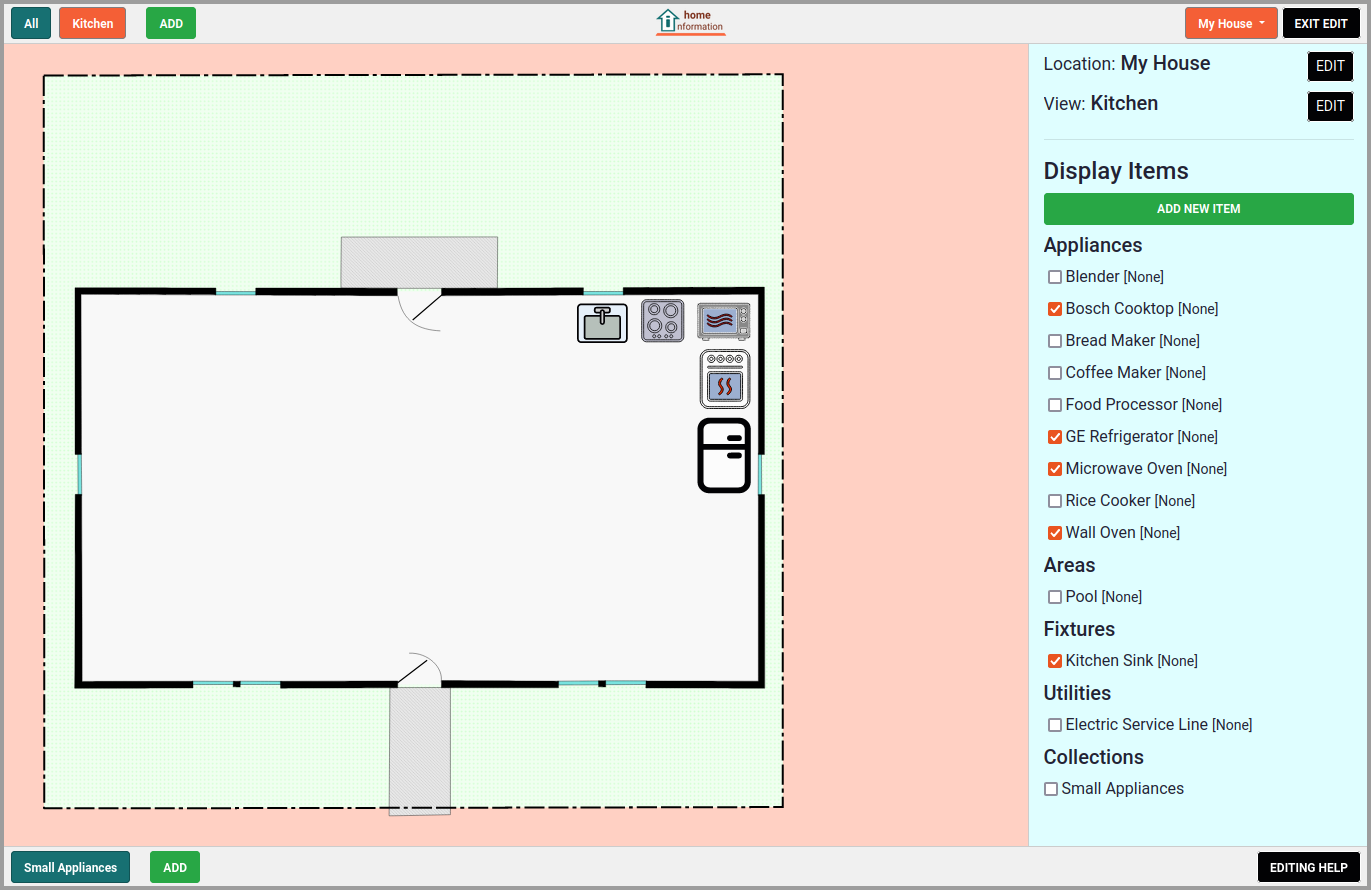 All
Kitchen
ADD
home
information
My House
EXIT EDIT
Location: My House
EDIT
View: Kitchen
EDIT
Display Items
ADD NEW ITEM
Appliances
Blender [None]
Bosch Cooktop [None]
Bread Maker [None]
Coffee Maker [None]
Food Processor [None]
GE Refrigerator [None]
Microwave Oven [None]
Rice Cooker [None]
Wall Oven [None]
Areas
Pool [None]
Fixtures
Kitchen Sink [None]
Utilities
Electric Service Line [None]
Collections
Small Appliances
Small Appliances
ADD
EDITING HELP